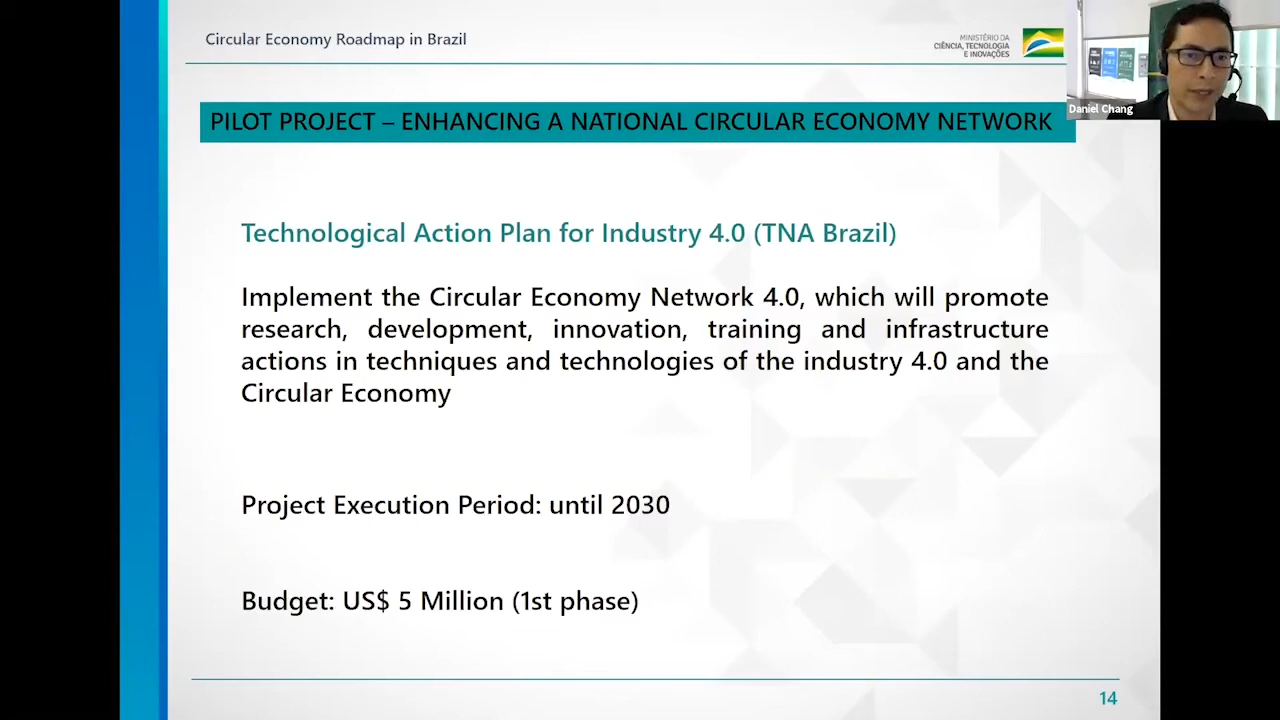 Circular Economy Roadmap in Brazil
MINISTÉRIO DA
CIÊNCIA, TECNOLOGIA
E INOVAÇÕES
Daniel Chang
PILOT PROJECT – ENHANCING A NATIONAL CIRCULAR ECONOMY NETWORK
Technological Action Plan for Industry 4.0 (TNA Brazil)
Implement the Circular Economy Network 4.0, which will promote
research, development, innovation, training and infrastructure
actions in techniques and technologies of the industry 4.0 and the
Circular Economy
Project Execution Period: until 2030
Budget: US$ 5 Million (1st phase)
14